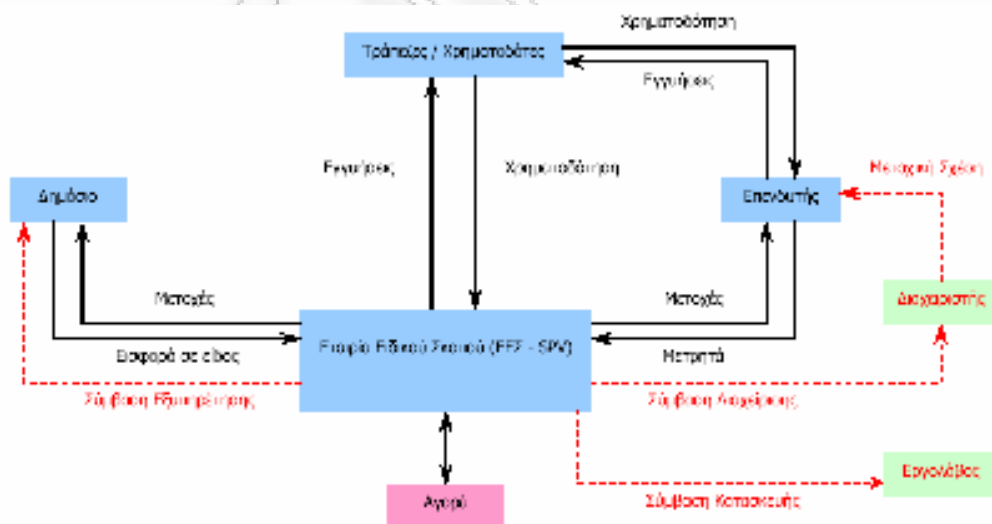 Χρηματοδότηση
Τράπεζες / Χρηματοδότες
Εγγυήσεις
Εγγυήσεις
Χρηματοδότηση
Μετοχική Σχέση
Δημόσιο
Επενδυτής
Μετοχές
Μετοχές
Διαχειριστής
Εταιρία Ειδικού Σκοπού (ΕΕΣ - SPV)
Εισφορά σε είδος
Μετρητά
Σύμβαση Εξυπηρέτησης
Σύμβαση Διαχείρισης
Εργολάβος
Αγορά
Σύμβαση Κατασκευής